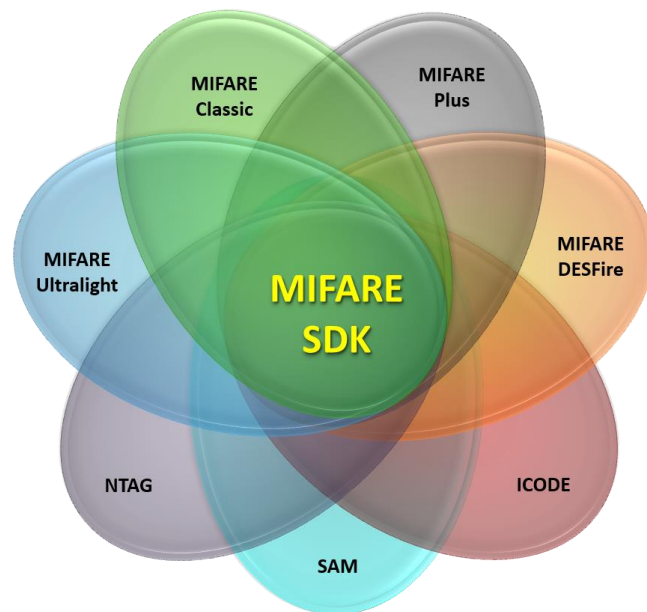 MIFARE
Classic
MIFARE
Plus
MIFARE
Ultralight
MIFARE
DESFire
MIFARE
SDK
NTAG
ICODE
SAM